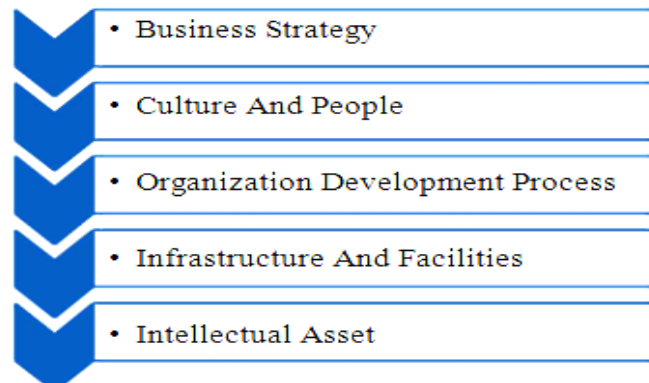 • Business Strategy
• Culture And People
• Organization Development Process
• Infrastructure And Facilities
• Intellectual Asset